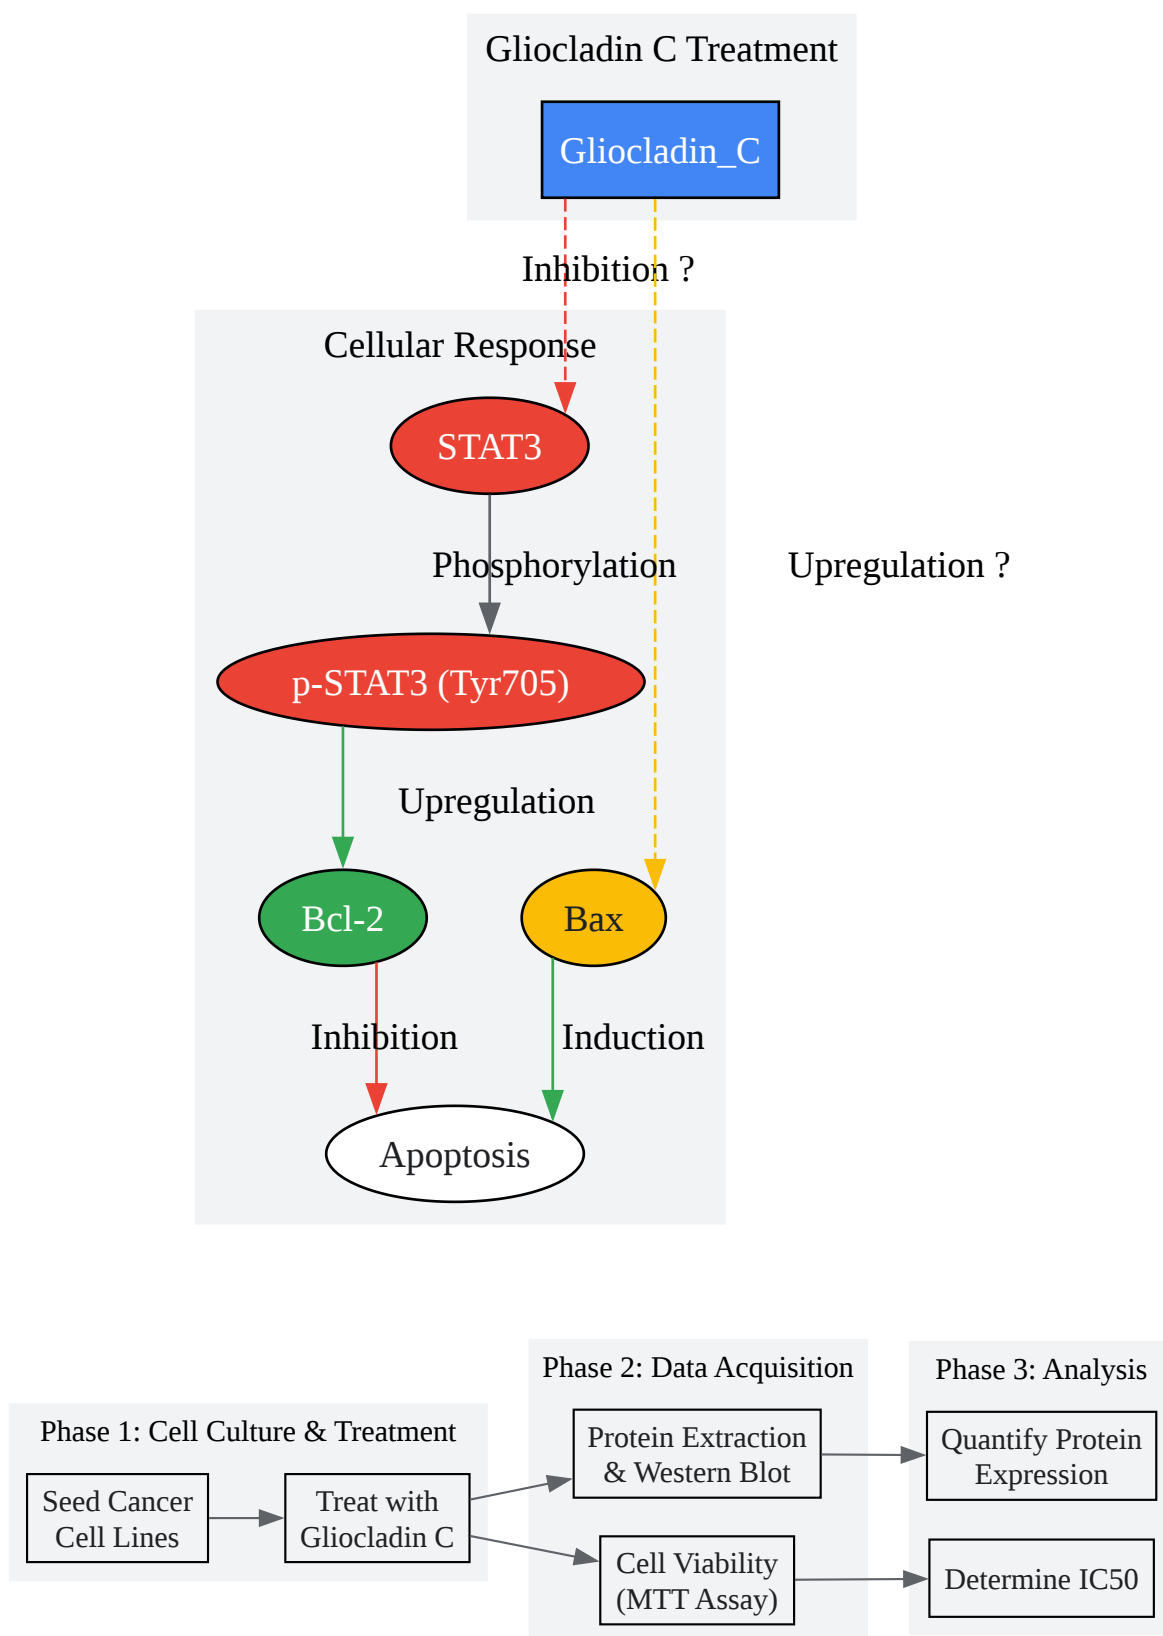 Gliocladin C Treatment
Gliocladin_C
Inhibition ?
Cellular Response
STAT3
Phosphorylation
Upregulation ?
p-STAT3 (Tyr705)
Upregulation
Bcl-2
Bax
Inhibition
Induction
Apoptosis
Phase 1: Cell Culture & Treatment
Seed Cancer
Cell Lines
Treat with
Gliocladin C
Phase 2: Data Acquisition
Protein Extraction
& Western Blot
Cell Viability
(MTT Assay)
Phase 3: Analysis
Quantify Protein
Expression
Determine IC50